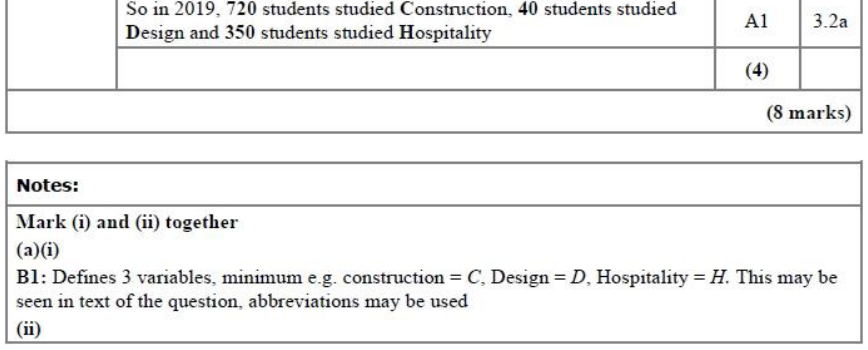 So in 2019, 720 students studied Construction, 40 students studied
Design and 350 students studied Hospitality
A1
3.2a
(4)
(8 marks)
Notes:
Mark (i) and (ii) together
(a)(i)
B1: Defines 3 variables, minimum e.g. construction = C, Design = D, Hospitality = H. This may be
seen in text of the question, abbreviations may be used
(ii)